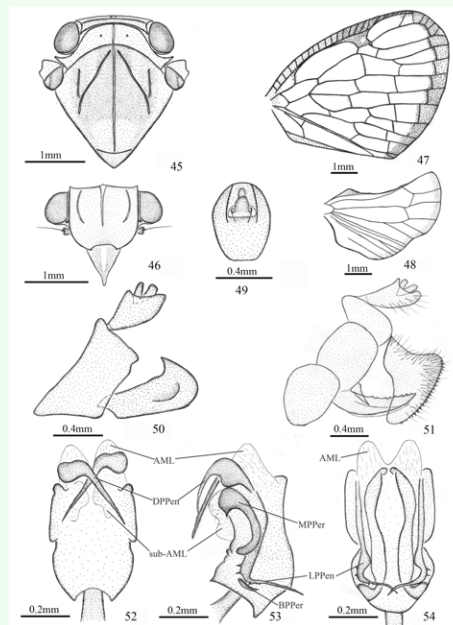 1mm
45
1mm
47
1mm
46
0.4mm
49
1mm
48
0.4mm
50
0.4mm
51
AML
DPPen
sub-AML
MPPer
LPPen
BPPer
AML
0.2mm
52
0.2mm
53
0.2mm
54